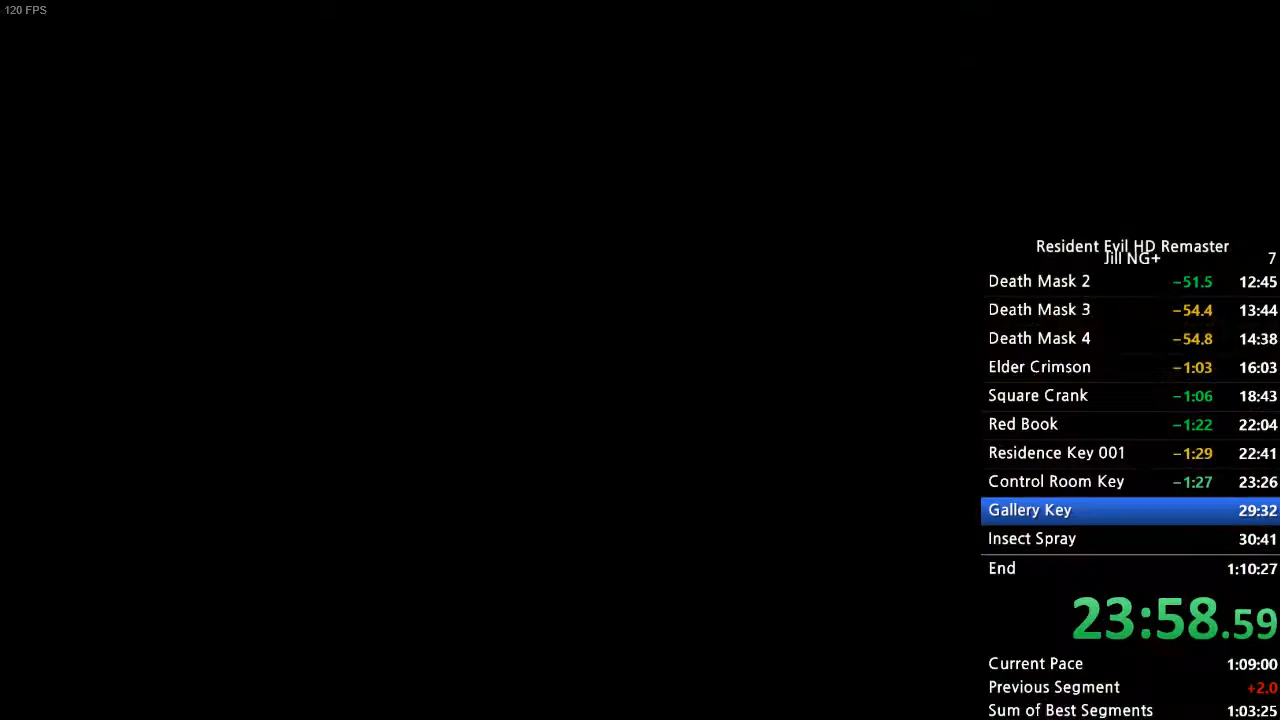 120 FPS
Resident Evil HD Remaster
Jill NG+ 7
Death Mask 2 −51.5 12:45
Death Mask 3 −54.4 13:44
Death Mask 4 −54.8 14:38
Elder Crimson −1:03 16:03
Square Crank −1:06 18:43
Red Book −1:22 22:04
Residence Key 001 −1:29 22:41
Control Room Key −1:27 23:26
Gallery Key 29:32
Insect Spray 30:41
End 1:10:27
23:58.59
Current Pace 1:09:00
Previous Segment +2.0
Sum of Best Segments 1:03:25